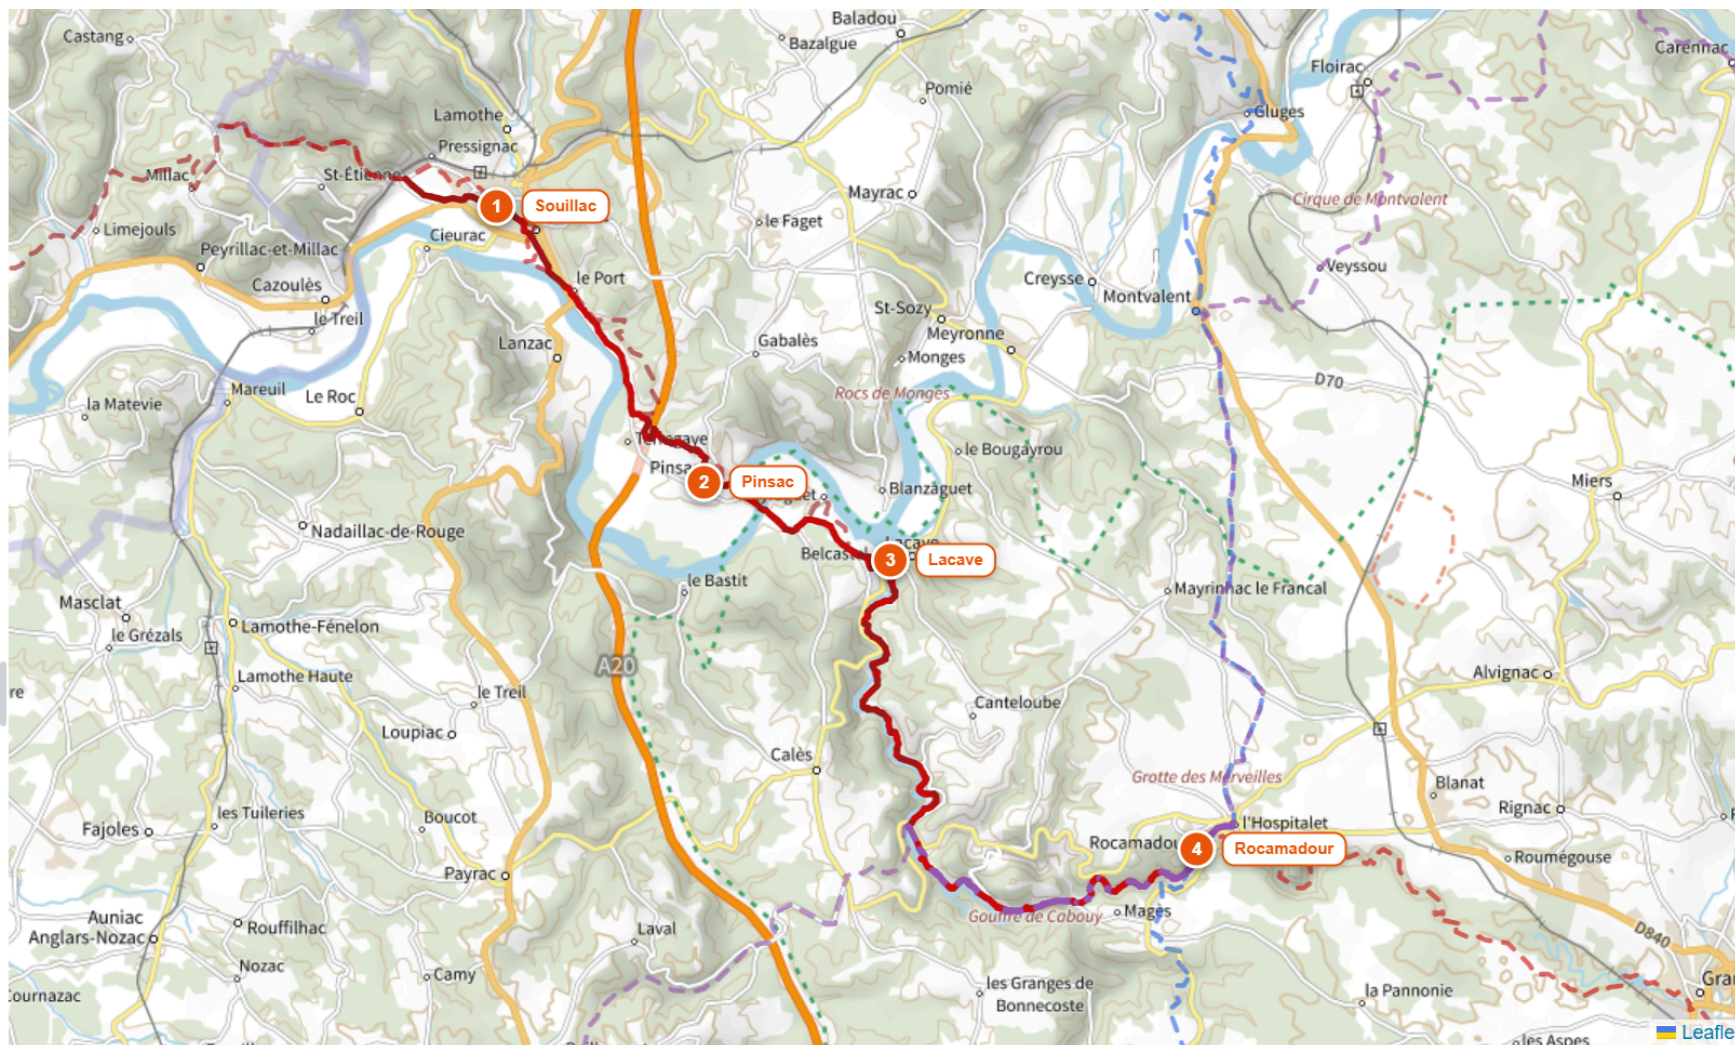 Castang
Baladou
Bazalgue
Carennac
Floirac
Pomié
Lamothe
Gluges
Pressignac
Millac
St-Étienne
Mayrac
Cirque de Montvalent
1
Souillac
le Faget
Limejouls
Cieurac
Peyrillac-et-Millac
Veyssou
Cazoulès
le Port
Creysse
Montvalent
le Treil
St-Sozy
Meyronne
Lanzac
Gabalès
Monges
D70
Mareuil
Rocs de Monges
la Matevie
Le Roc
le Bougayrou
2
Pinsac
Blanzaguet
Miers
Nadaillac-de-Rouge
Lacave
3
Lacave
le Bastit
Mayrinhac le Francal
Masclat
Lamothe-Fénelon
le Grézals
A20
Alvignac
Lamothe Haute
le Treil
Canteloube
Loupiac
Calès
Grotte des Merveilles
Blanat
Rignac
les Tuileries
Boucot
l'Hospitalet
Fajoles
4
Rocamadour
Roumégouse
Payrac
Gouffre de Cabouy
Magès
Auniac
Rouffilhac
Laval
Anglars-Nozac
D840
Nozac
Camy
les Granges de
Bonnecoste
la Pannonie
les Aspes